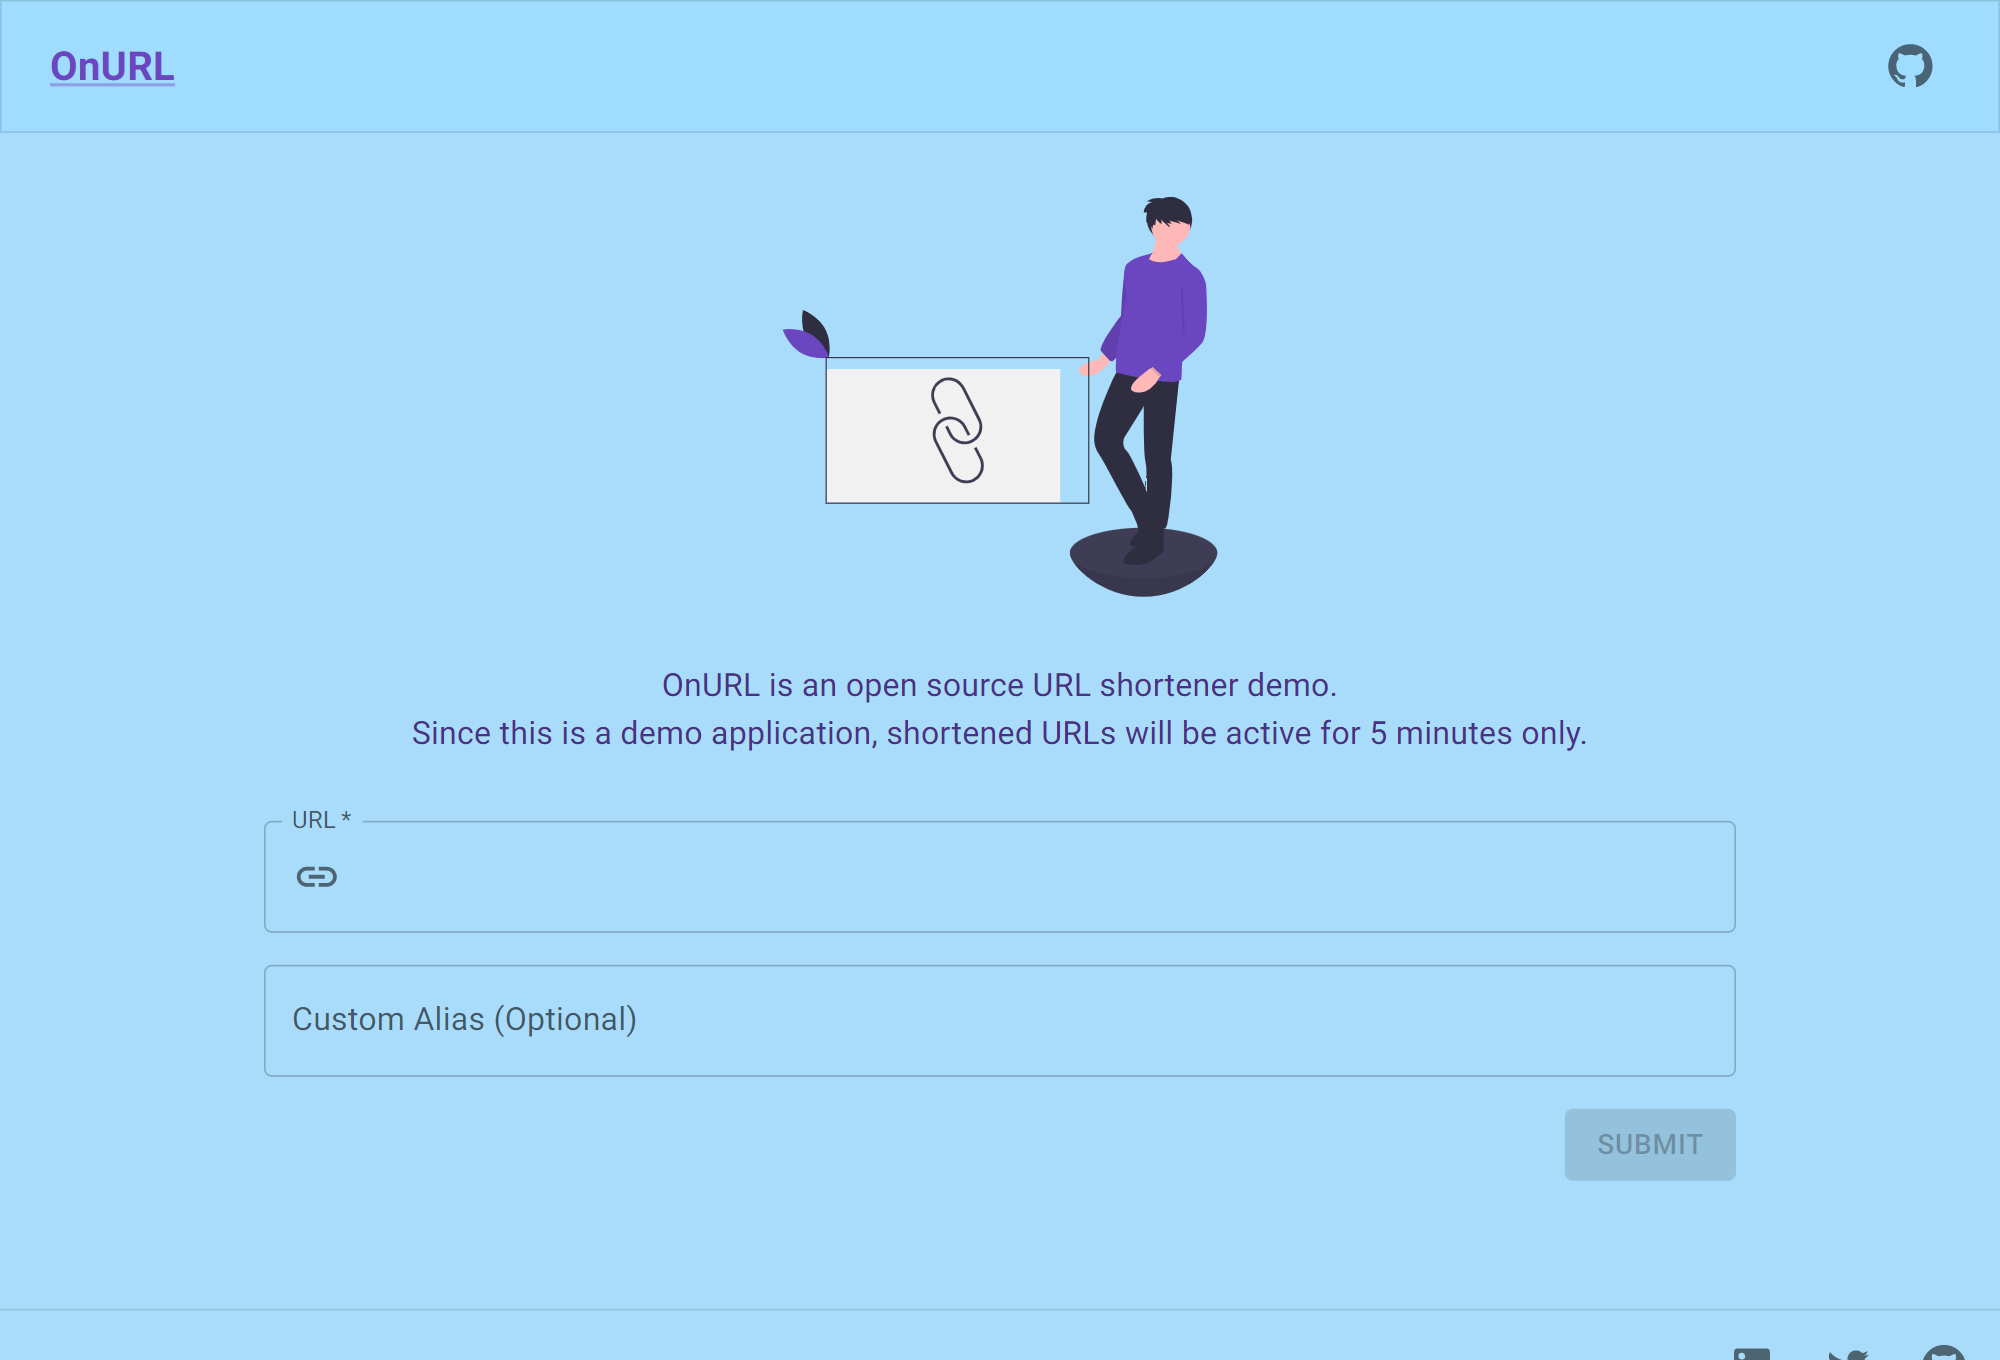 OnURL
OnURL is an open source URL shortener demo.
Since this is a demo application, shortened URLs will be active for 5 minutes only.
URL *
Custom Alias (Optional)
SUBMIT